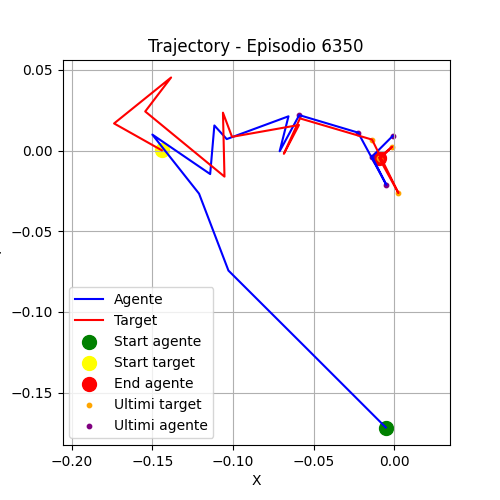 Trajectory - Episodio 6350
0.05
0.00
−0.05
−0.10
−0.15
Agente
Target
Start agente
Start target
End agente
Ultimi target
Ultimi agente
−0.20
−0.15
−0.10
−0.05
0.00
X